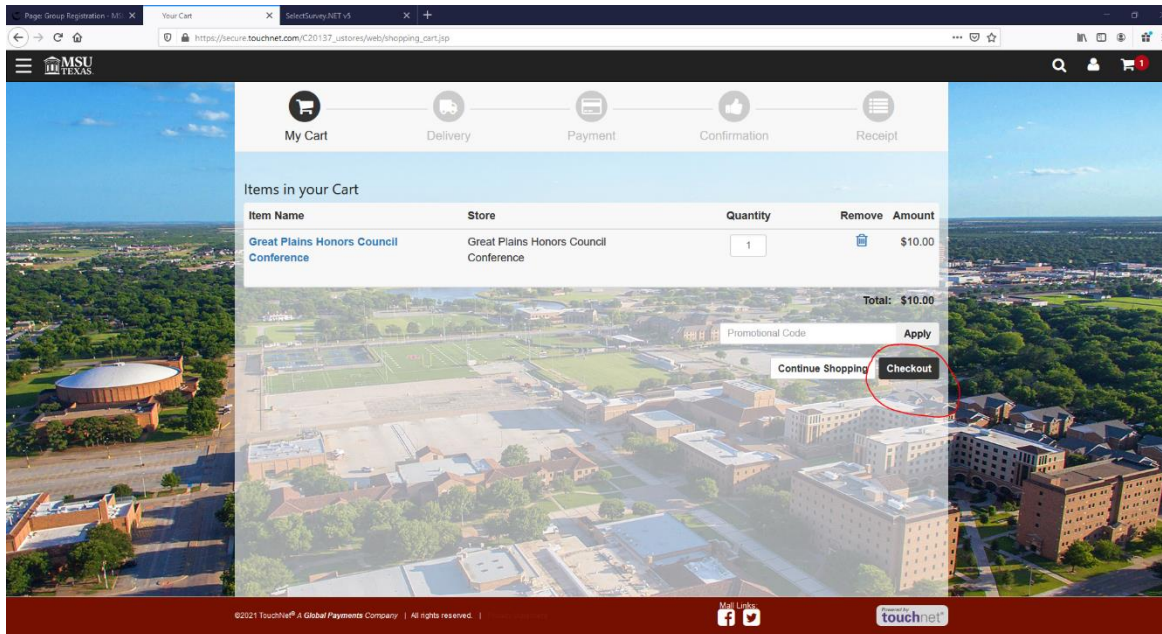 Page: Group Registration - MS
Your Cart
SelectSurvey.NET v5
https://secure.touchnet.com/C20137_ustores/web/shopping_cart.jsp
MSU
TEXAS
1
My Cart
Delivery
Payment
Confirmation
Receipt
Items in your Cart
Item Name Store Quantity Remove Amount
Great Plains Honors Council Great Plains Honors Council 1 $10.00
Conference Conference
Total: $10.00
Promotional Code Apply
Continue Shopping Checkout
Mall Links:
©2021 TouchNet® A Global Payments Company | All rights reserved. |
Powered by
touchnet®